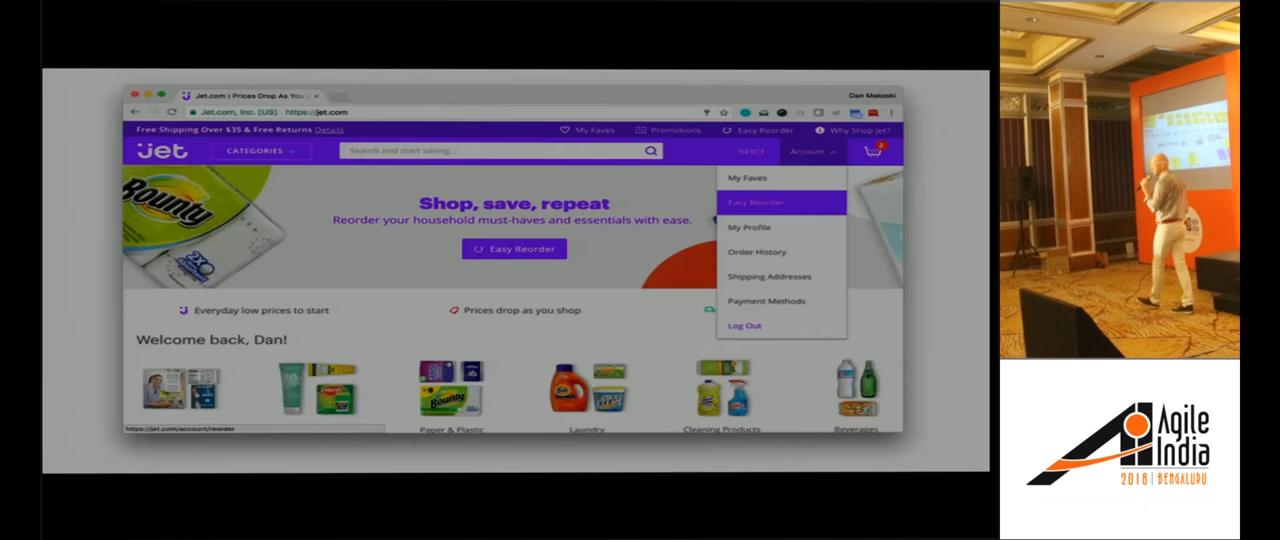 Jet.com | Prices Drop As You
Dan Makoski
Jet.com, Inc. [US] https://jet.com
Free Shipping Over $35 & Free Returns Details
My Faves Promotions Easy Reorder Why Shop Jet?
jet CATEGORIES Search and start saving... 94301 Account 2
My Faves
Easy Reorder
My Profile
Order History
Shipping Addresses
Payment Methods
Log Out
Bounty
2X
Shop, save, repeat
Reorder your household must-haves and essentials with ease.
Easy Reorder
Everyday low prices to start
Prices drop as you shop
Welcome back, Dan!
Bounty
https://jet.com/account/reorder
Paper & Plastic
Laundry
Cleaning Products
Beverages
Agile
India
2018 | BENGALURU